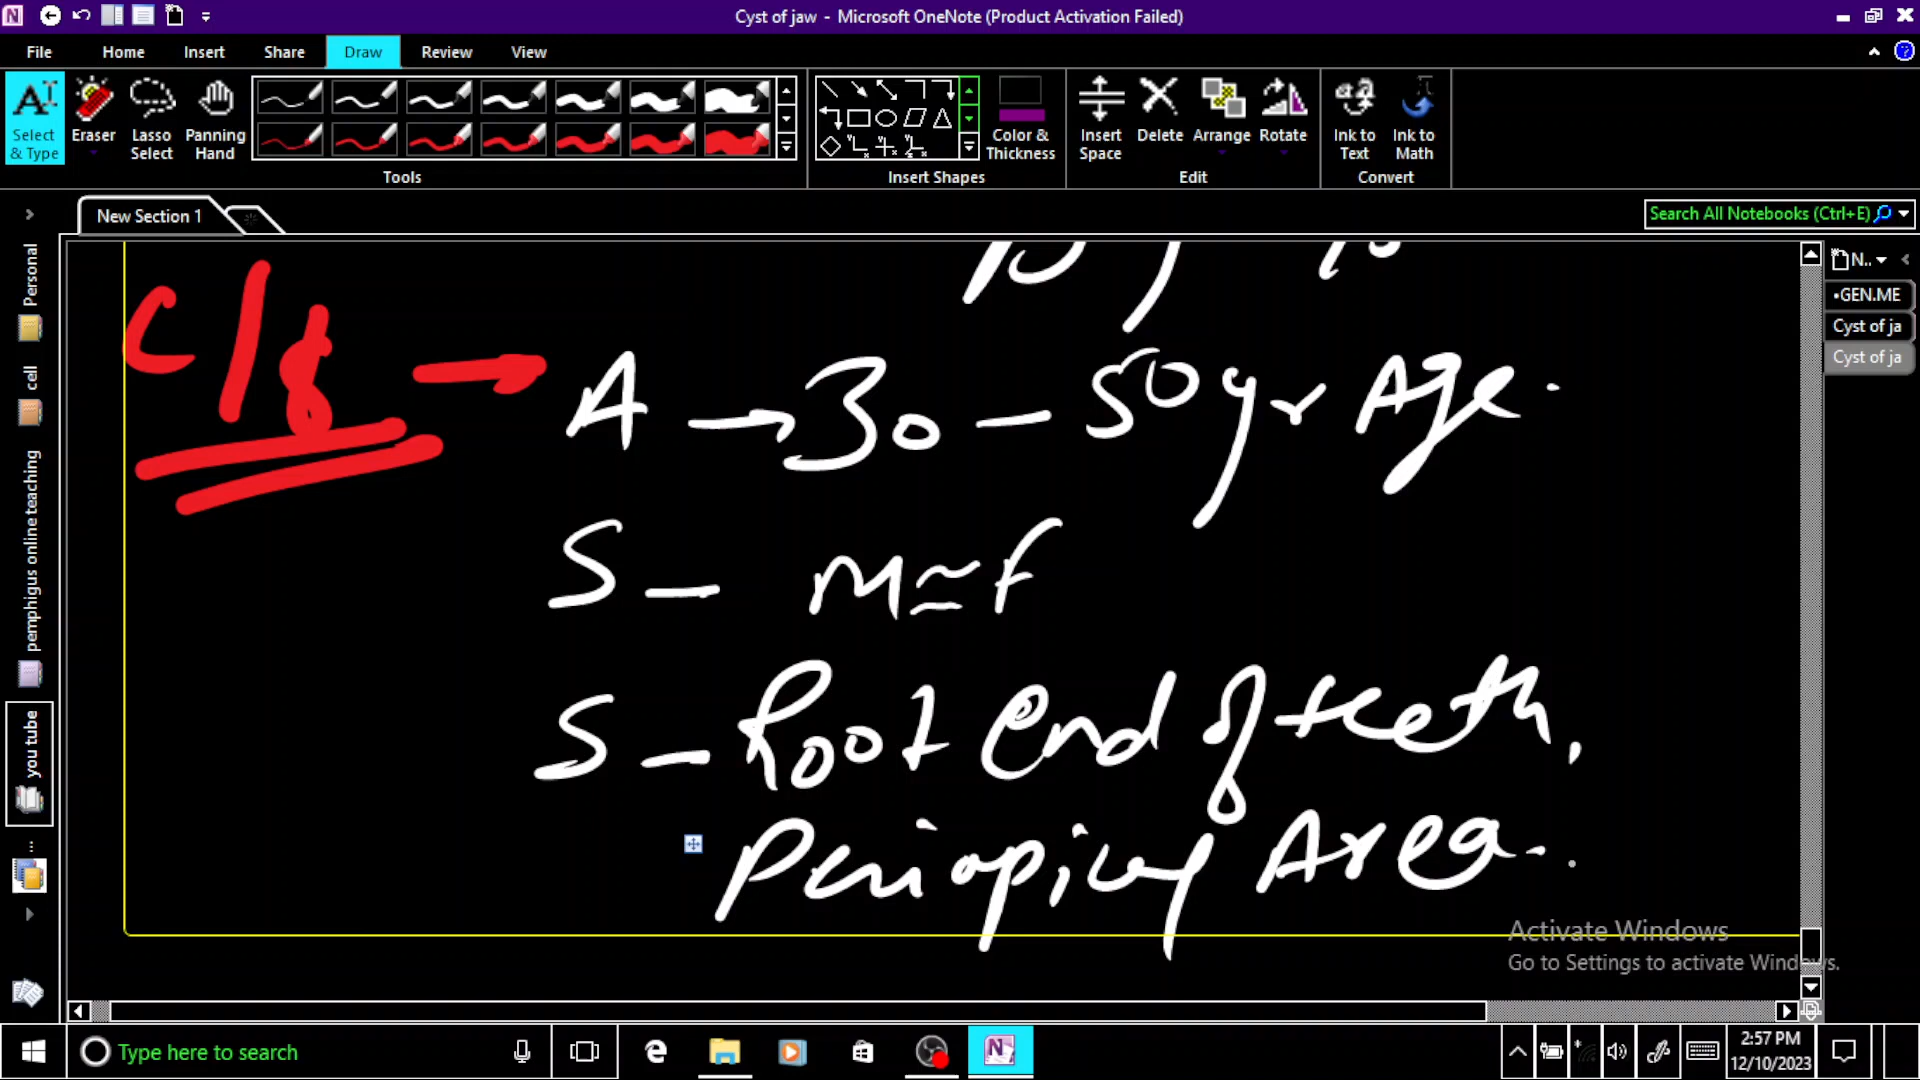 Cyst of jaw - Microsoft OneNote (Product Activation Failed)
File Home Insert Share Draw Review View
Select & Type
Eraser
Lasso Select
Panning Hand
Color & Thickness
Insert Space
Delete
Arrange
Rotate
Ink to Text
Ink to Math
Tools
Insert Shapes
Edit
Convert
New Section 1
Search All Notebooks (Ctrl+E)
N..
•GEN.ME
Cyst of ja
Cyst of ja
Personal
cell
pemphigus online teaching
you tube
C/f → A → 30 - 50 yr Age.
S - M ≃ F
S - Root end of teeth,
Periapical Area..
Activate Windows
Go to Settings to activate Windows.
Type here to search
2:57 PM
12/10/2023